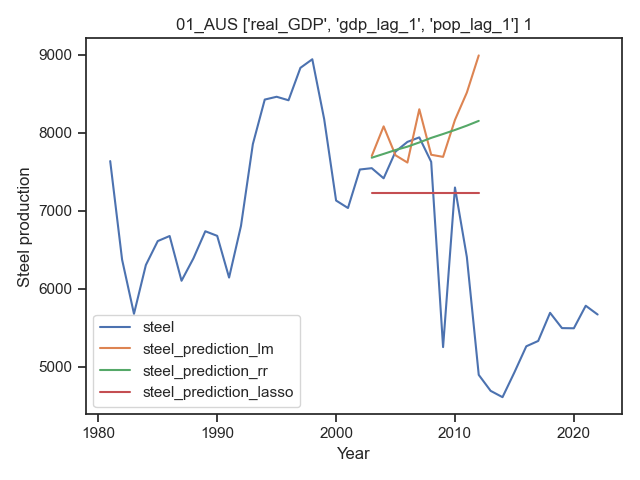 01_AUS ['real_GDP', 'gdp_lag_1', 'pop_lag_1'] 1
9000
8000
7000
6000
5000
Steel production
steel
steel_prediction_lm
steel_prediction_rr
steel_prediction_lasso
1980
1990
2000
2010
2020
Year